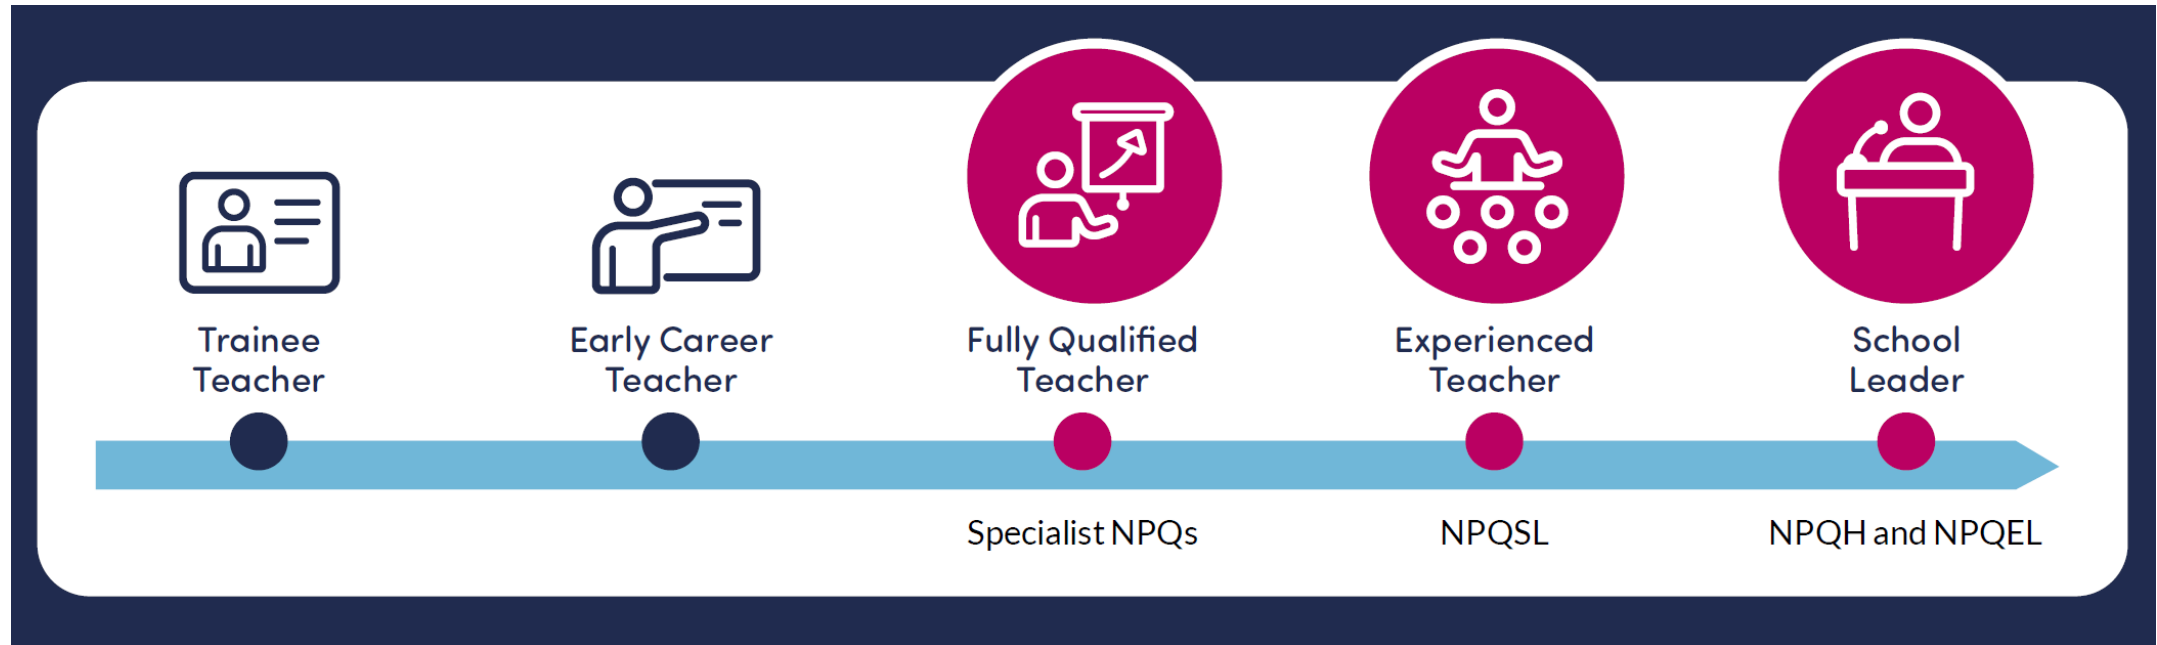 Trainee
Teacher
Early Career
Teacher
Fully Qualified
Teacher
Experienced
Teacher
School
Leader
Specialist NPQs
NPQSL
NPQH and NPQEL